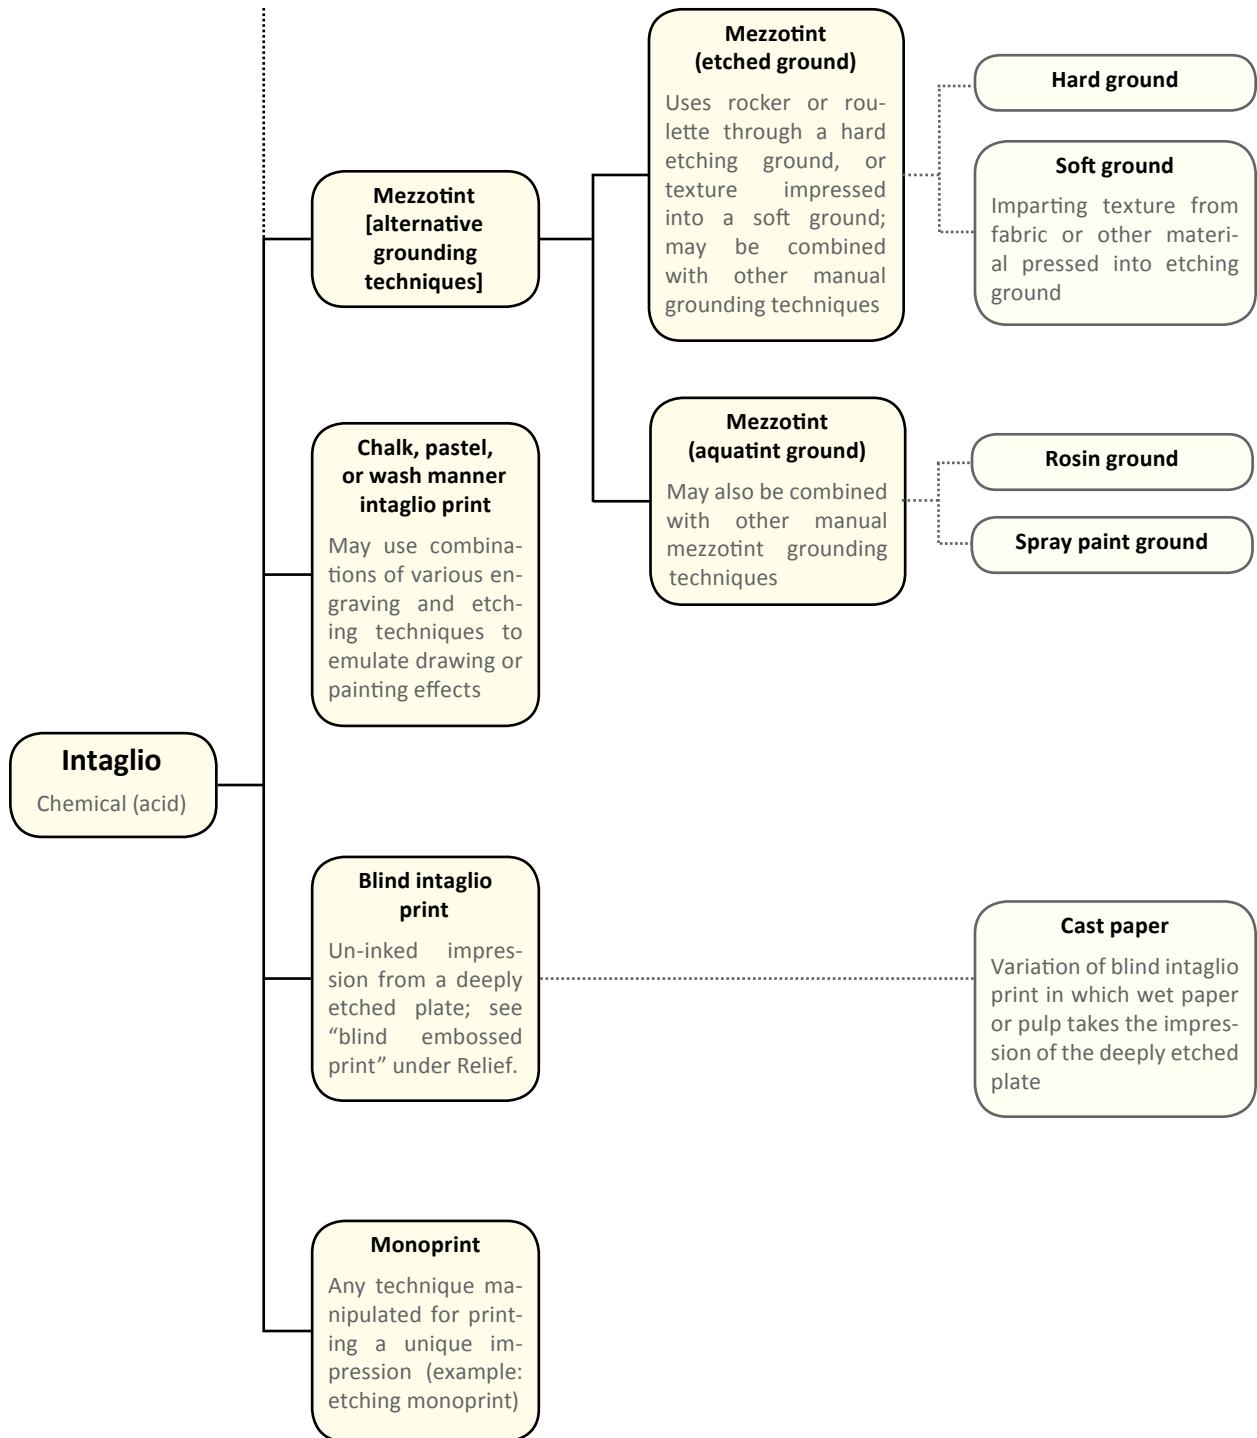 Intaglio
Chemical (acid)
Mezzotint
[alternative
grounding
techniques]
Mezzotint
(etched ground)
Uses rocker or rou-
lette through a hard
etching ground, or
texture impressed
into a soft ground;
may be combined
with other manual
grounding techniques
Hard ground
Soft ground
Imparting texture from
fabric or other materi-
al pressed into etching
ground
Mezzotint
(aquatint ground)
May also be combined
with other manual
mezzotint grounding
techniques
Rosin ground
Spray paint ground
Chalk, pastel,
or wash manner
intaglio print
May use combina-
tions of various en-
graving and etch-
ing techniques to
emulate drawing or
painting effects
Blind intaglio
print
Un-inked impres-
sion from a deeply
etched plate; see
“blind embossed
print” under Relief.
Cast paper
Variation of blind intaglio
print in which wet paper
or pulp takes the impres-
sion of the deeply etched
plate
Monoprint
Any technique ma-
nipulated for print-
ing a unique im-
pression (example:
etching monoprint)